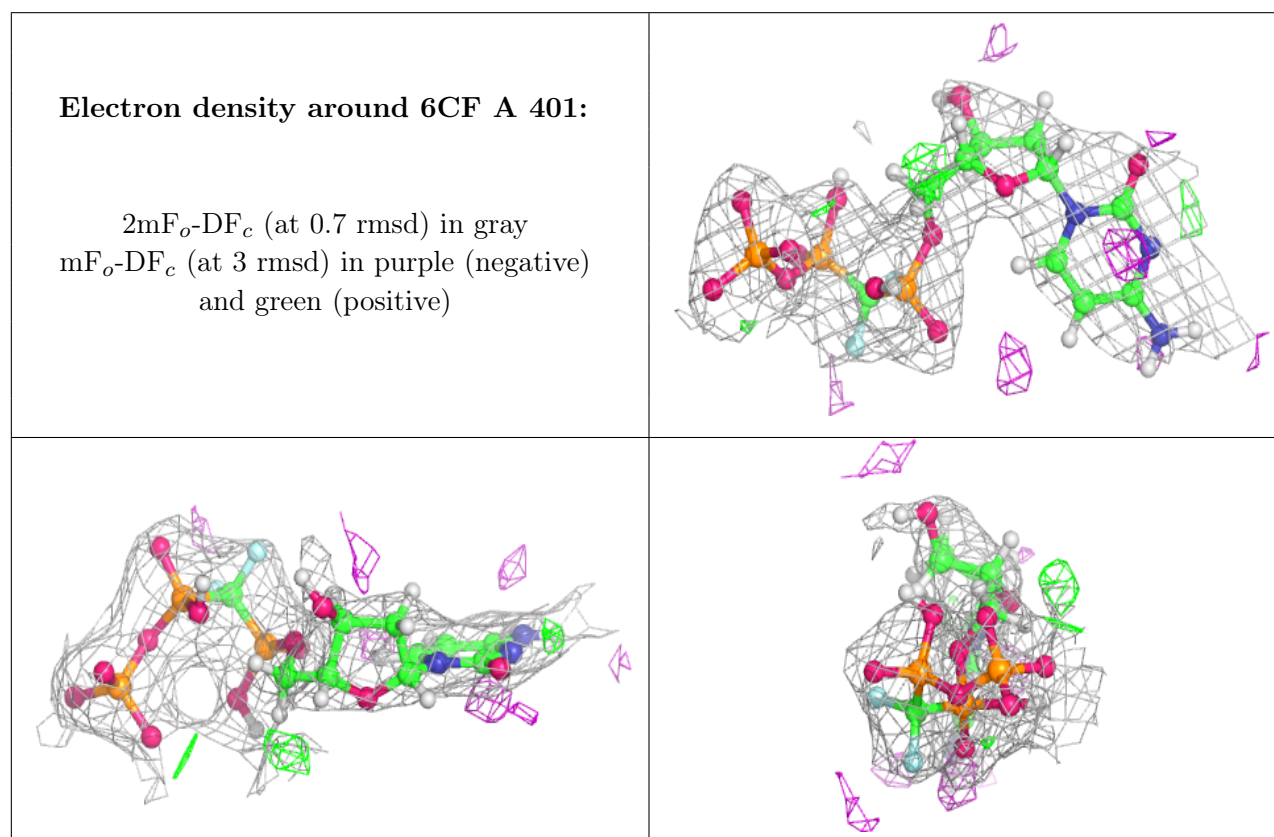 Electron density around 6CF A 401:
2mFo-DFc (at 0.7 rmsd) in gray
mFo-DFc (at 3 rmsd) in purple (negative)
and green (positive)